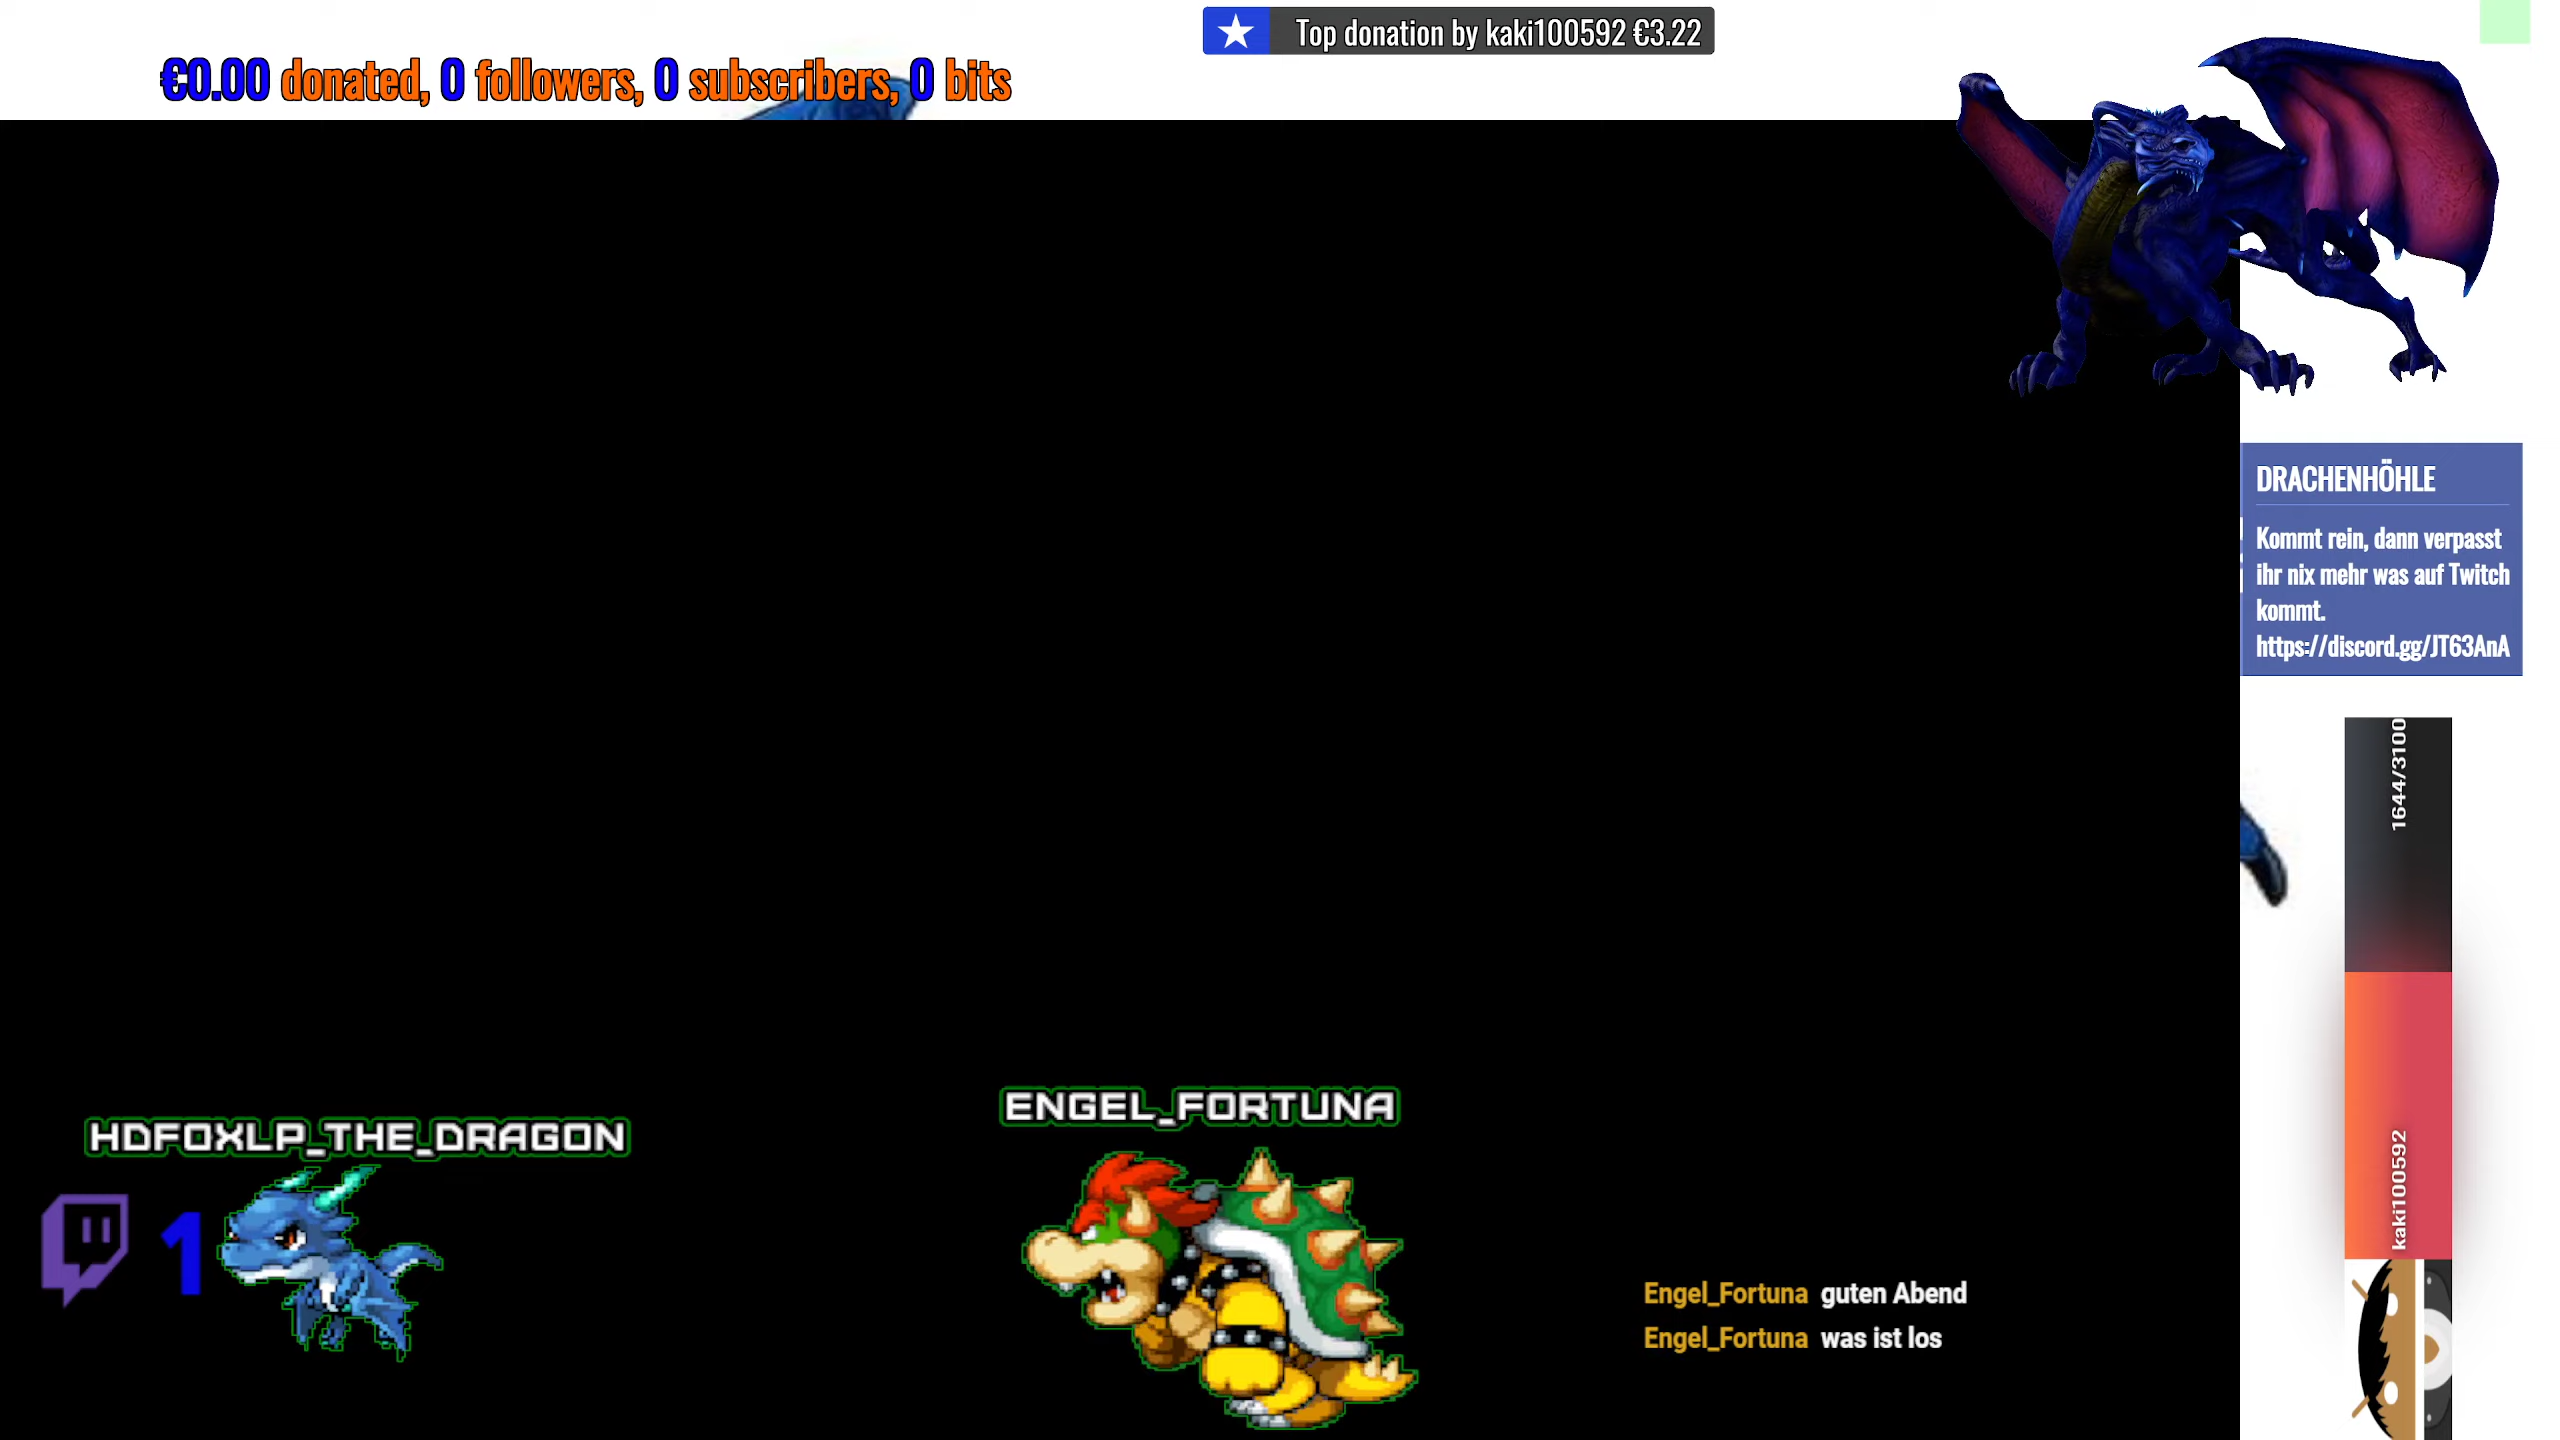 Top donation by kaki100592 €3.22
€0.00 donated, 0 followers, 0 subscribers, 0 bits
DRACHENHÖHLE
Kommt rein, dann verpasst
ihr nix mehr was auf Twitch
kommt.
https://discord.gg/JT63AnA
1644/3100
kaki100592
ENGEL_FORTUNA
HDFOXLP_THE_DRAGON
1
Engel_Fortuna guten Abend
Engel_Fortuna was ist los